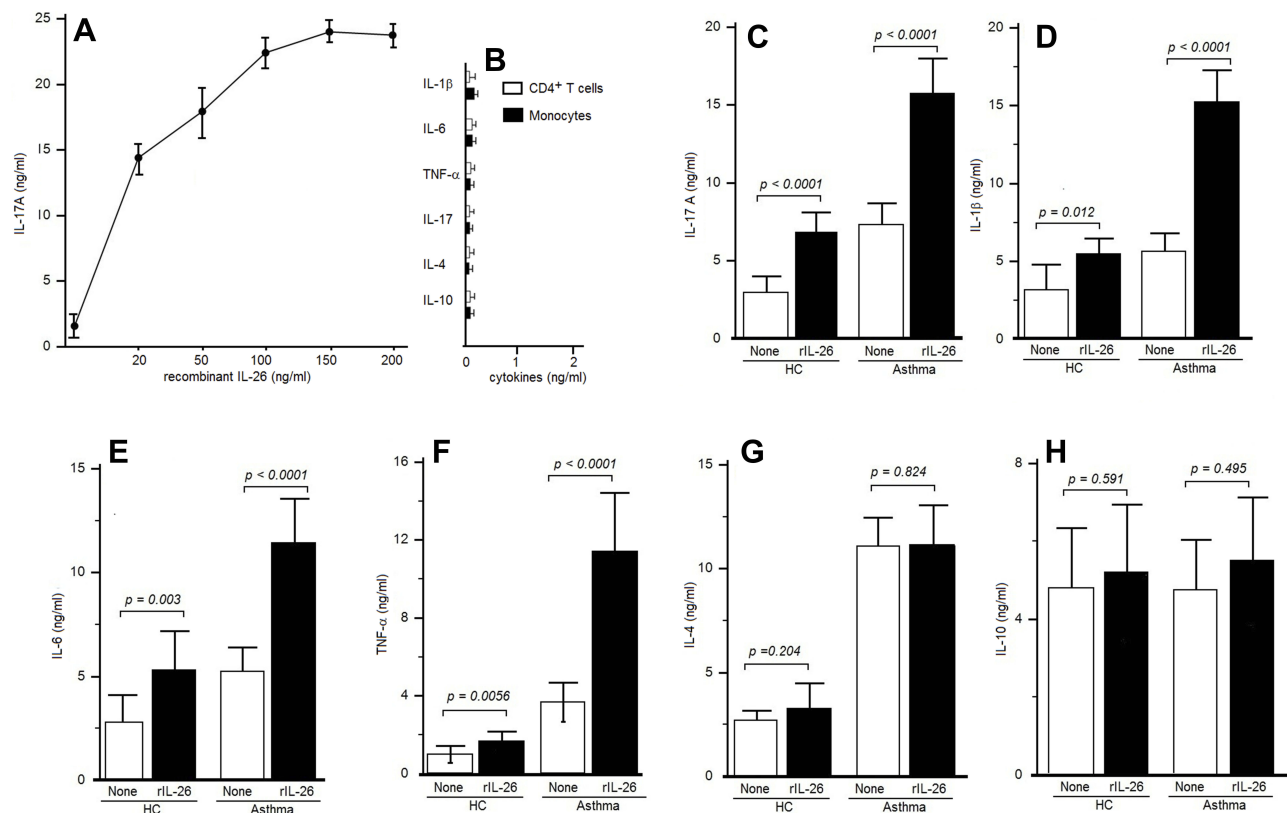 A
25
20
15
10
5
0
IL-17A (ng/ml)
20 50 100 150 200
recombinant IL-26 (ng/ml)
B
IL-1β
IL-6
TNF-α
IL-17
IL-4
IL-10
CD4+ T cells
Monocytes
0 1 2
cytokines (ng/ml)
C
20
15
10
5
0
IL-17 A (ng/ml)
p < 0.0001
p < 0.0001
None rIL-26 None rIL-26
HC Asthma
D
20
15
10
5
0
IL-1β (ng/ml)
p = 0.012
p < 0.0001
None rIL-26 None rIL-26
HC Asthma
E
15
10
5
0
IL-6 (ng/ml)
p = 0.003
p < 0.0001
None rIL-26 None rIL-26
HC Asthma
F
16
12
8
4
0
TNF-α (ng/ml)
p = 0.0056
p < 0.0001
None rIL-26 None rIL-26
HC Asthma
G
15
10
5
0
IL-4 (ng/ml)
p =0.204
p = 0.824
None rIL-26 None rIL-26
HC Asthma
H
8
4
0
IL-10 (ng/ml)
p = 0.591
p = 0.495
None rIL-26 None rIL-26
HC Asthma